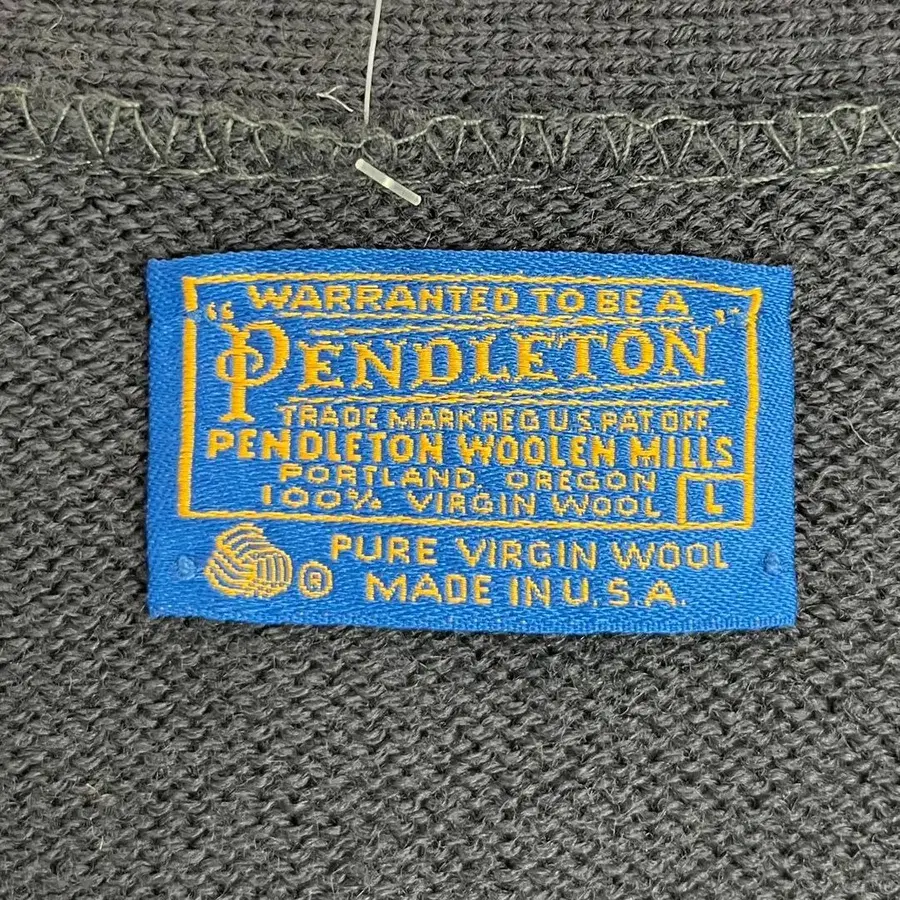 WARRANTED TO BE A
"PENDLETON"
TRADE MARK REG U.S. PAT. OFF.
PENDLETON WOOLEN MILLS
PORTLAND, OREGON
100% VIRGIN WOOL L
® PURE VIRGIN WOOL
MADE IN U.S.A.